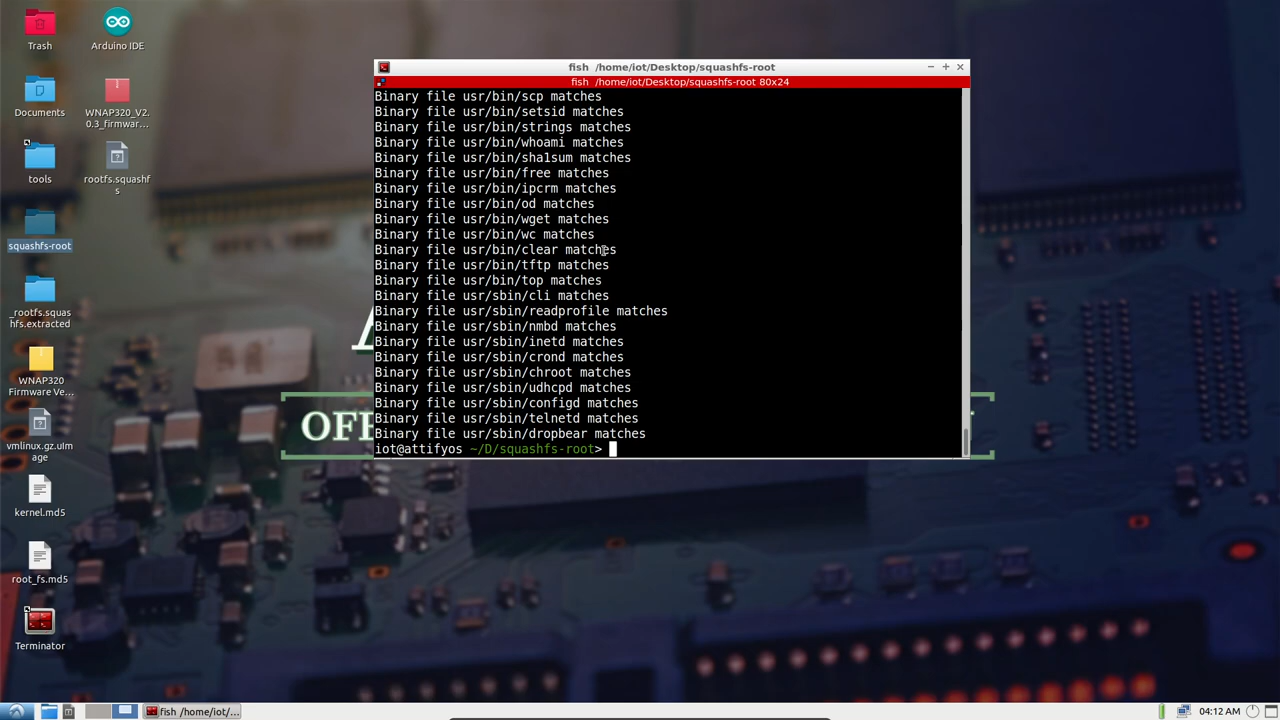 Trash
Arduino IDE
Documents
WNAP320_V2.
0.3_firmwar...
tools
rootfs.squashf
s
squashfs-root
_rootfs.squas
hfs.extracted
WNAP320
Firmware Ve...
vmlinux.gz.uIm
age
kernel.md5
root_fs.md5
Terminator
fish /home/iot/Desktop/squashfs-root
fish /home/iot/Desktop/squashfs-root 80x24
Binary file usr/bin/scp matches
Binary file usr/bin/setsid matches
Binary file usr/bin/strings matches
Binary file usr/bin/whoami matches
Binary file usr/bin/sha1sum matches
Binary file usr/bin/free matches
Binary file usr/bin/ipcrm matches
Binary file usr/bin/od matches
Binary file usr/bin/wget matches
Binary file usr/bin/wc matches
Binary file usr/bin/clear matches
Binary file usr/bin/tftp matches
Binary file usr/bin/top matches
Binary file usr/sbin/cli matches
Binary file usr/sbin/readprofile matches
Binary file usr/sbin/nmbd matches
Binary file usr/sbin/inetd matches
Binary file usr/sbin/crond matches
Binary file usr/sbin/chroot matches
Binary file usr/sbin/udhcpd matches
Binary file usr/sbin/configd matches
Binary file usr/sbin/telnetd matches
Binary file usr/sbin/dropbear matches
iot@attifyos ~/D/squashfs-root>
fish /home/iot/...
04:12 AM